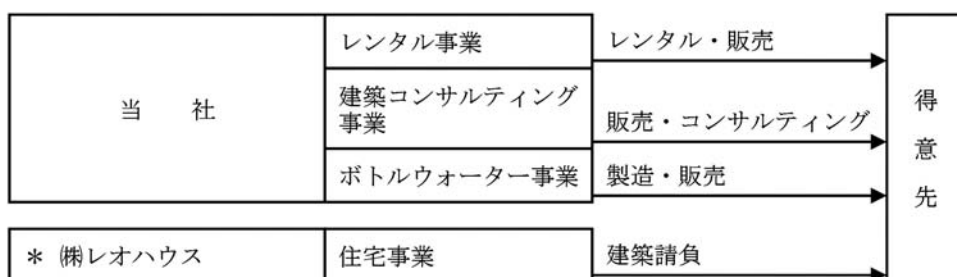 レンタル事業
レンタル・販売
当 社
建築コンサルティング
事業
販売・コンサルティング
ボトルウォーター事業
製造・販売
得意先
* ㈱レオハウス
住宅事業
建築請負